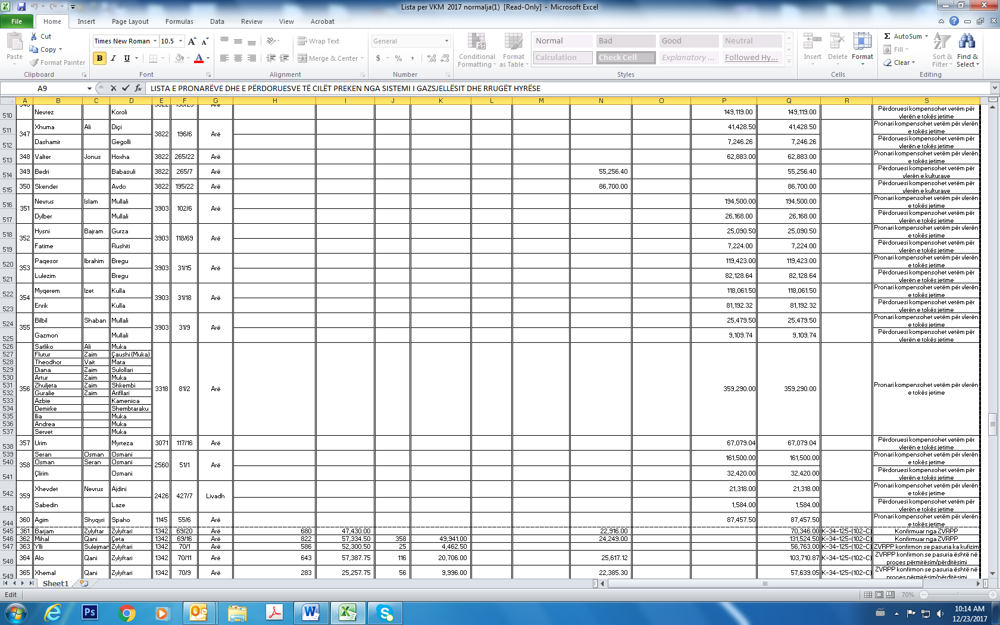 Lista per VKM 2017 normalja(1) [Read-Only] - Microsoft Excel
File Home Insert Page Layout Formulas Data Review View Acrobat
Paste Cut Copy Format Painter Clipboard
Times New Roman 10.5 A A B I U A Font
Wrap Text Merge & Center Alignment
General $ % , Number
Conditional Formatting Format as Table
Normal Bad Good Neutral
Calculation Check Cell Explanatory ... Followed Hy...
Styles
Insert Delete Format Cells
AutoSum Fill Clear Sort & Filter Find & Select Editing
A9 fx LISTA E PRONARËVE DHE E PËRDORUESVE TË CILËT PREKEN NGA SISTEMI I GAZSJELLËSIT DHE RRUGËT HYRËSE
A B C D E F G H I J K L M N O P Q R S
510 Nevrez Koroli 149,119.00 149,119.00 Përdoruesi kompensohet vetëm për vlerën e tokës jetime
511 347 Xhuma Ali Diçi 3822 196/6 Arë 41,428.50 41,428.50 Pronari kompensohet vetëm për vlerën e tokës jetime
512 Dashamir Gegolli 7,246.26 7,246.26 Përdoruesi kompensohet vetëm për vlerën e tokës jetime
513 348 Valter Jonus Hoxha 3822 265/22 Arë 62,883.00 62,883.00 Pronari kompensohet vetëm për vlerën e tokës jetime
514 349 Bedri Babasuli 3822 265/7 Arë 55,256.40 55,256.40 Përdoruesi kompensohet vetëm për vlerën e kulturave
515 350 Skender Avdo 3822 195/22 Arë 86,700.00 86,700.00 Përdoruesi kompensohet vetëm për vlerën e kulturave
516 351 Nevrus Islam Mullali 3903 102/6 Arë 194,500.00 194,500.00 Pronari kompensohet vetëm për vlerën e tokës jetime
517 Dylber Mullali 26,168.00 26,168.00 Përdoruesi kompensohet vetëm për vlerën e tokës jetime
518 352 Hysni Bajram Gurza 3903 118/69 Arë 25,090.50 25,090.50 Pronari kompensohet vetëm për vlerën e tokës jetime
519 Fatime Rushiti 7,224.00 7,224.00 Përdoruesi kompensohet vetëm për vlerën e tokës jetime
520 353 Paqesor Ibrahim Bregu 3903 31/15 Arë 119,423.00 119,423.00 Pronari kompensohet vetëm për vlerën e tokës jetime
521 Lulezim Bregu 82,128.64 82,128.64 Përdoruesi kompensohet vetëm për vlerën e tokës jetime
522 354 Myqerem Izet Kulla 3903 31/18 Arë 118,061.50 118,061.50 Pronari kompensohet vetëm për vlerën e tokës jetime
523 Enrik Kulla 81,192.32 81,192.32 Përdoruesi kompensohet vetëm për vlerën e tokës jetime
524 355 Bilbil Shaban Mullali 3903 31/9 Arë 25,479.50 25,479.50 Pronari kompensohet vetëm për vlerën e tokës jetime
525 Gazmon Mullali 9,109.74 9,109.74 Përdoruesi kompensohet vetëm për vlerën e tokës jetime
526 Satliko Ali Muka
527 Flutur Zaim Çaushi (Muka)
528 Theodhor Vait Mata
529 Diana Zaim Sulollari
530 Artur Zaim Muka
531 Zhuljeta Zaim Shkembi
532 356 Guralie Zaim Arifllari 3318 81/2 Arë 359,290.00 359,290.00 Pronari kompensohet vetëm për vlerën e tokës jetime
533 Azbie Kamenica
534 Demirke Shembtaraku
535 Ilia Muka
536 Andrea Muka
537 Servet Muka
538 357 Urim Myrteza 3071 117/16 Arë 67,079.04 67,079.04 Përdoruesi kompensohet vetëm për vlerën e tokës jetime
539 358 Seran Osman Osmani 2560 51/1 Arë 161,500.00 161,500.00 Pronari kompensohet vetëm për vlerën e tokës jetime
540 Osman Seran Osmani
541 Çlirim Osmani 32,420.00 32,420.00 Përdoruesi kompensohet vetëm për vlerën e tokës jetime
542 359 Xhevdet Nevrus Ajdini 2426 427/7 Livadh 21,318.00 21,318.00 Pronari kompensohet vetëm për vlerën e tokës jetime
543 Sabedin Laze 1,584.00 1,584.00 Përdoruesi kompensohet vetëm për vlerën e tokës jetime
544 360 Agim Shyqyri Spaho 1145 55/6 Arë 87,457.50 87,457.50 Pronari kompensohet vetëm për vlerën e tokës jetime
545 361 Barjam Zylyftar Zylyftari 1342 69/20 Arë 680 47,430.00 22,916.00 70,346.00 K-34-125-(102-C) Konfirmuar nga ZVRPP
546 362 Mihal Qani Çeta 1342 69/16 Arë 822 57,334.50 358 49,941.00 24,249.00 131,524.50 K-34-125-(102-C) Konfirmuar nga ZVRPP
547 363 Ylli Sulejman Zylyftari 1342 70/1 Arë 586 52,300.50 25 4,462.50 56,763.00 K-34-125-(102-C) ZVRPP konfirmon se pasuria ka kufizim
548 364 Alo Qani Zylyftari 1342 70/11 Arë 643 57,387.75 116 20,706.00 25,617.12 103,710.87 K-34-125-(102-C) ZVRPP konfirmon se pasuria është në proçes përmirësim/përditësimi
549 365 Xhemal Qani Zylyftari 1342 70/9 Arë 283 25,257.75 56 9,996.00 22,385.30 57,639.05 K-34-125-(102-C) ZVRPP konfirmon se pasuria është në proçes përmirësim/përditësimi
Sheet1
Edit 70%
10:14 AM
12/23/2017